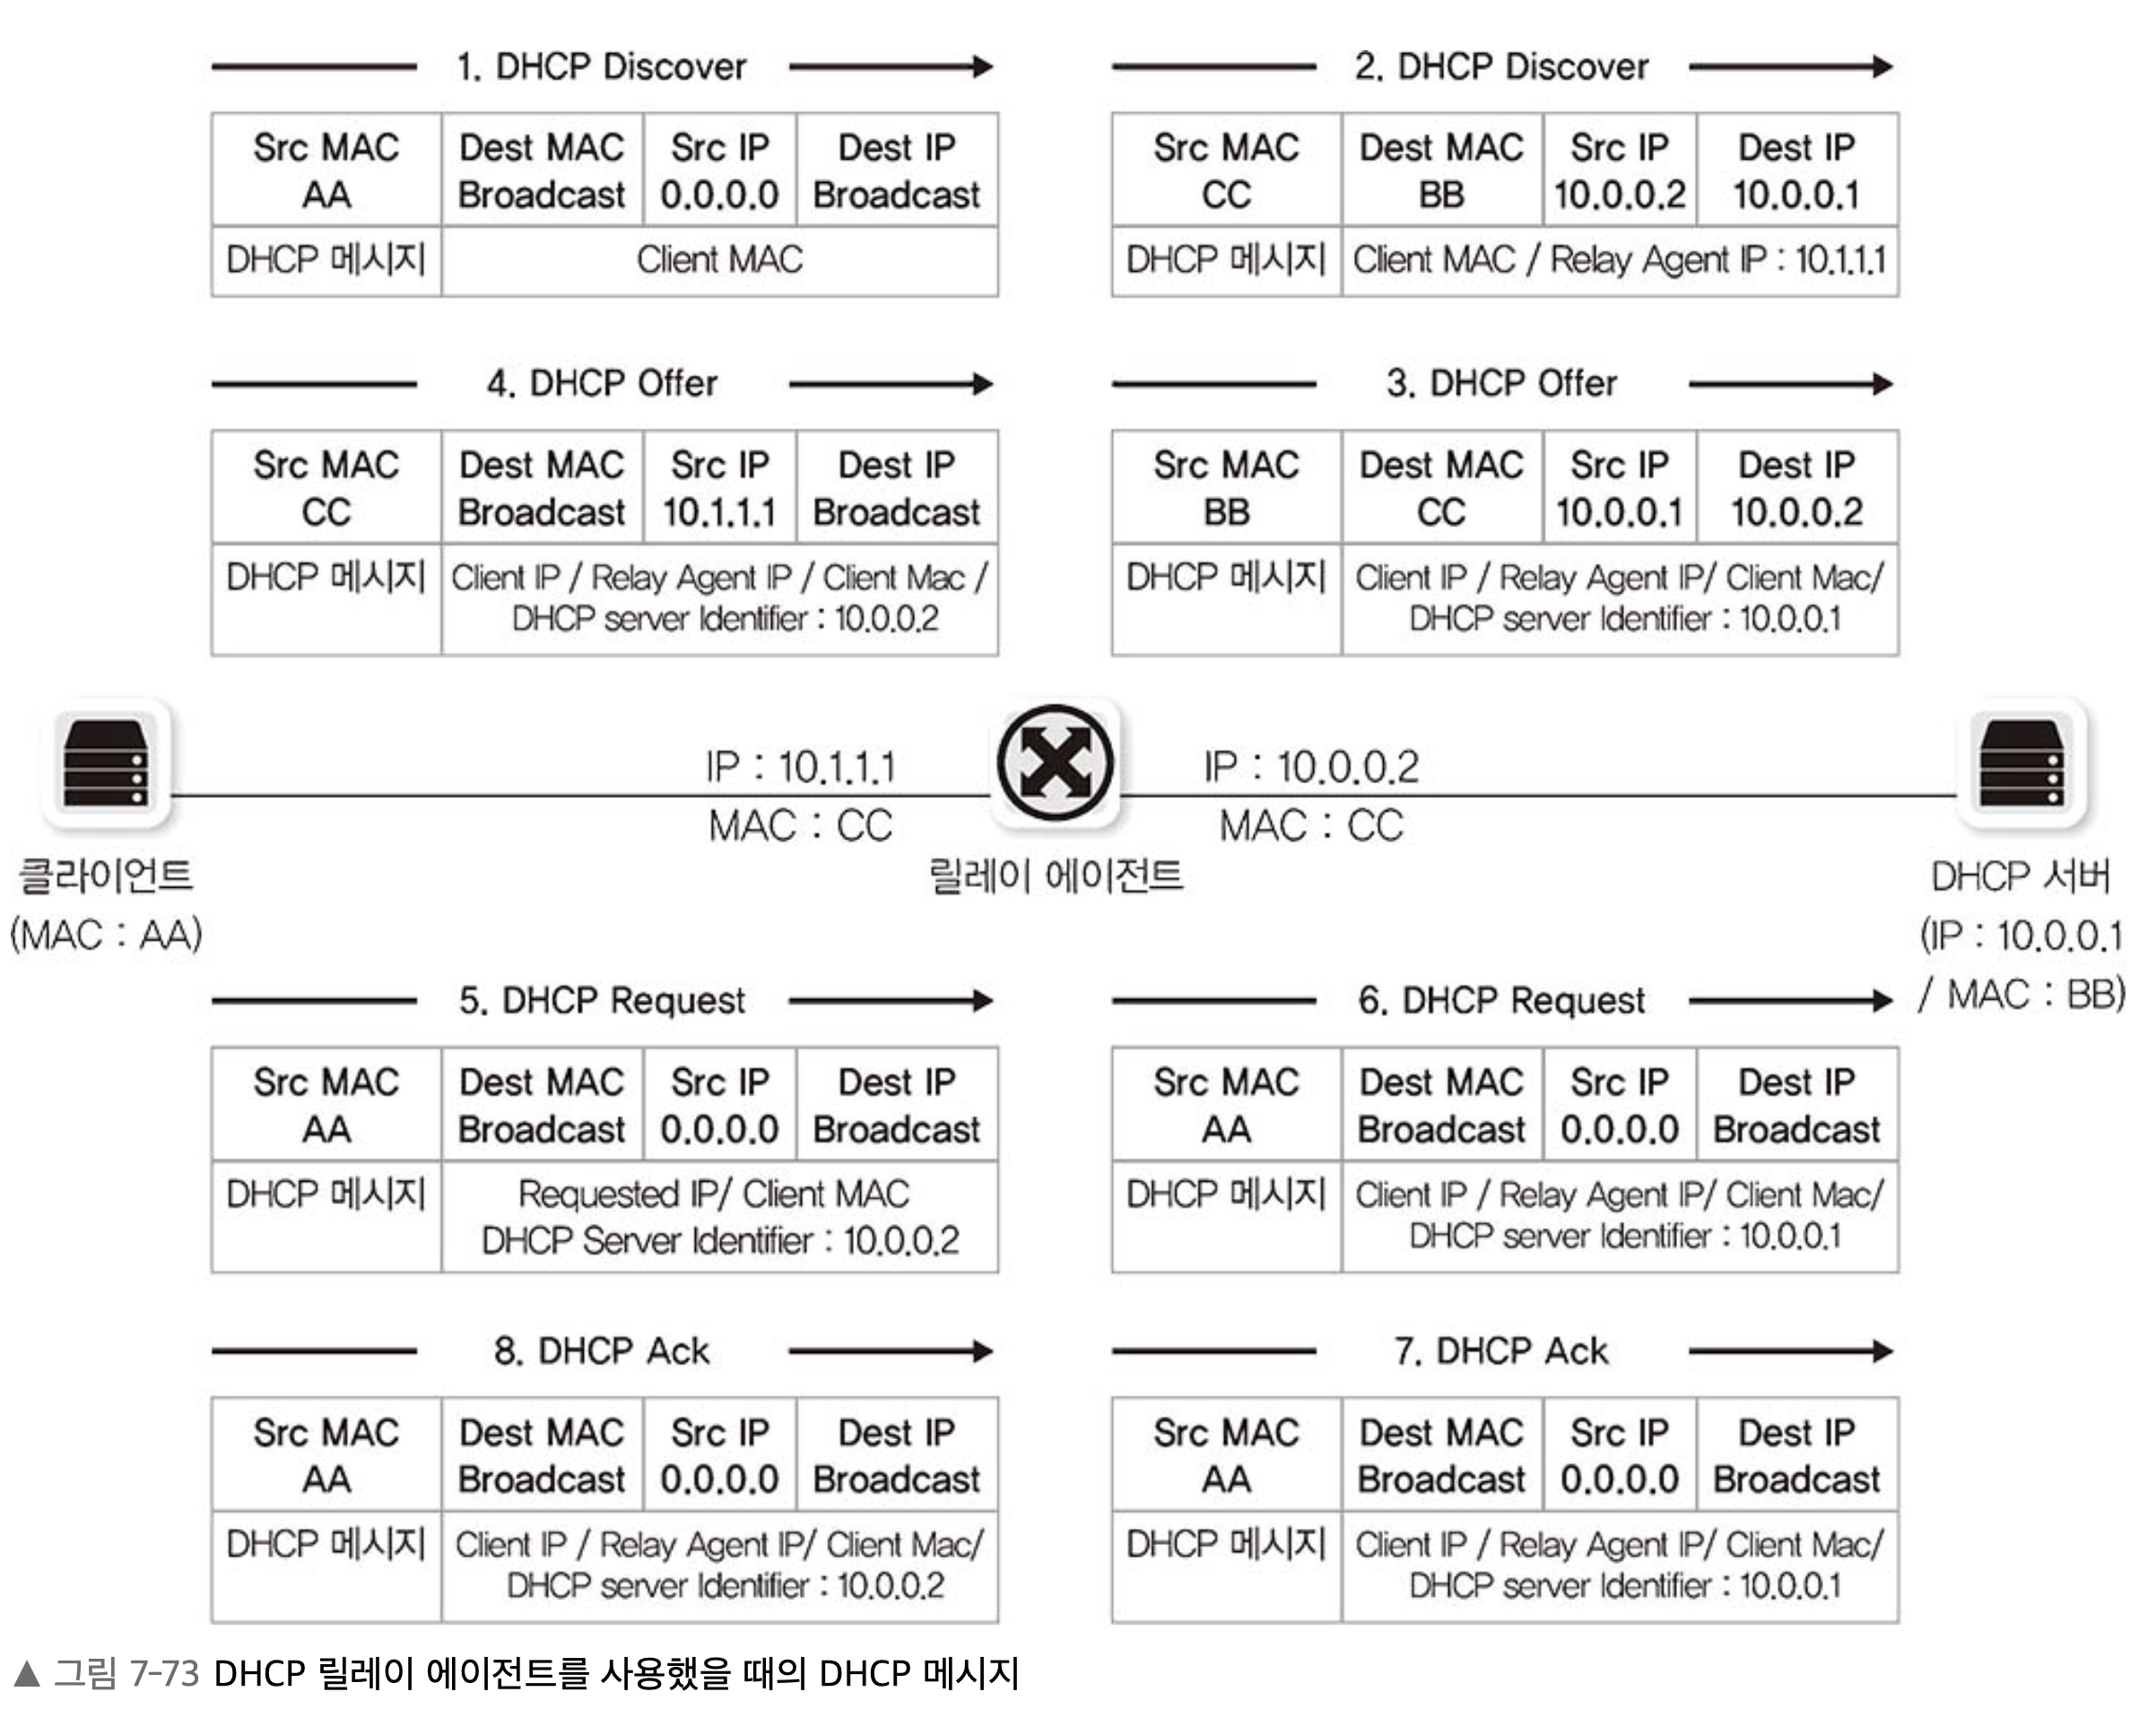 1. DHCP Discover
Src MAC Dest MAC Src IP Dest IP
AA Broadcast 0.0.0.0 Broadcast
DHCP 메시지 Client MAC
2. DHCP Discover
Src MAC Dest MAC Src IP Dest IP
CC BB 10.0.0.2 10.0.0.1
DHCP 메시지 Client MAC / Relay Agent IP : 10.1.1.1
4. DHCP Offer
Src MAC Dest MAC Src IP Dest IP
CC Broadcast 10.1.1.1 Broadcast
DHCP 메시지 Client IP / Relay Agent IP / Client Mac /
DHCP server Identifier : 10.0.0.2
3. DHCP Offer
Src MAC Dest MAC Src IP Dest IP
BB CC 10.0.0.1 10.0.0.2
DHCP 메시지 Client IP / Relay Agent IP/ Client Mac/
DHCP server Identifier : 10.0.0.1
IP : 10.1.1.1
MAC : CC
IP : 10.0.0.2
MAC : CC
클라이언트
(MAC : AA)
릴레이 에이전트
DHCP 서버
(IP : 10.0.0.1
/ MAC : BB)
5. DHCP Request
Src MAC Dest MAC Src IP Dest IP
AA Broadcast 0.0.0.0 Broadcast
DHCP 메시지 Requested IP/ Client MAC
DHCP Server Identifier : 10.0.0.2
6. DHCP Request
Src MAC Dest MAC Src IP Dest IP
AA Broadcast 0.0.0.0 Broadcast
DHCP 메시지 Client IP / Relay Agent IP/ Client Mac/
DHCP server Identifier : 10.0.0.1
8. DHCP Ack
Src MAC Dest MAC Src IP Dest IP
AA Broadcast 0.0.0.0 Broadcast
DHCP 메시지 Client IP / Relay Agent IP/ Client Mac/
DHCP server Identifier : 10.0.0.2
7. DHCP Ack
Src MAC Dest MAC Src IP Dest IP
AA Broadcast 0.0.0.0 Broadcast
DHCP 메시지 Client IP / Relay Agent IP/ Client Mac/
DHCP server Identifier : 10.0.0.1
▲ 그림 7-73 DHCP 릴레이 에이전트를 사용했을 때의 DHCP 메시지